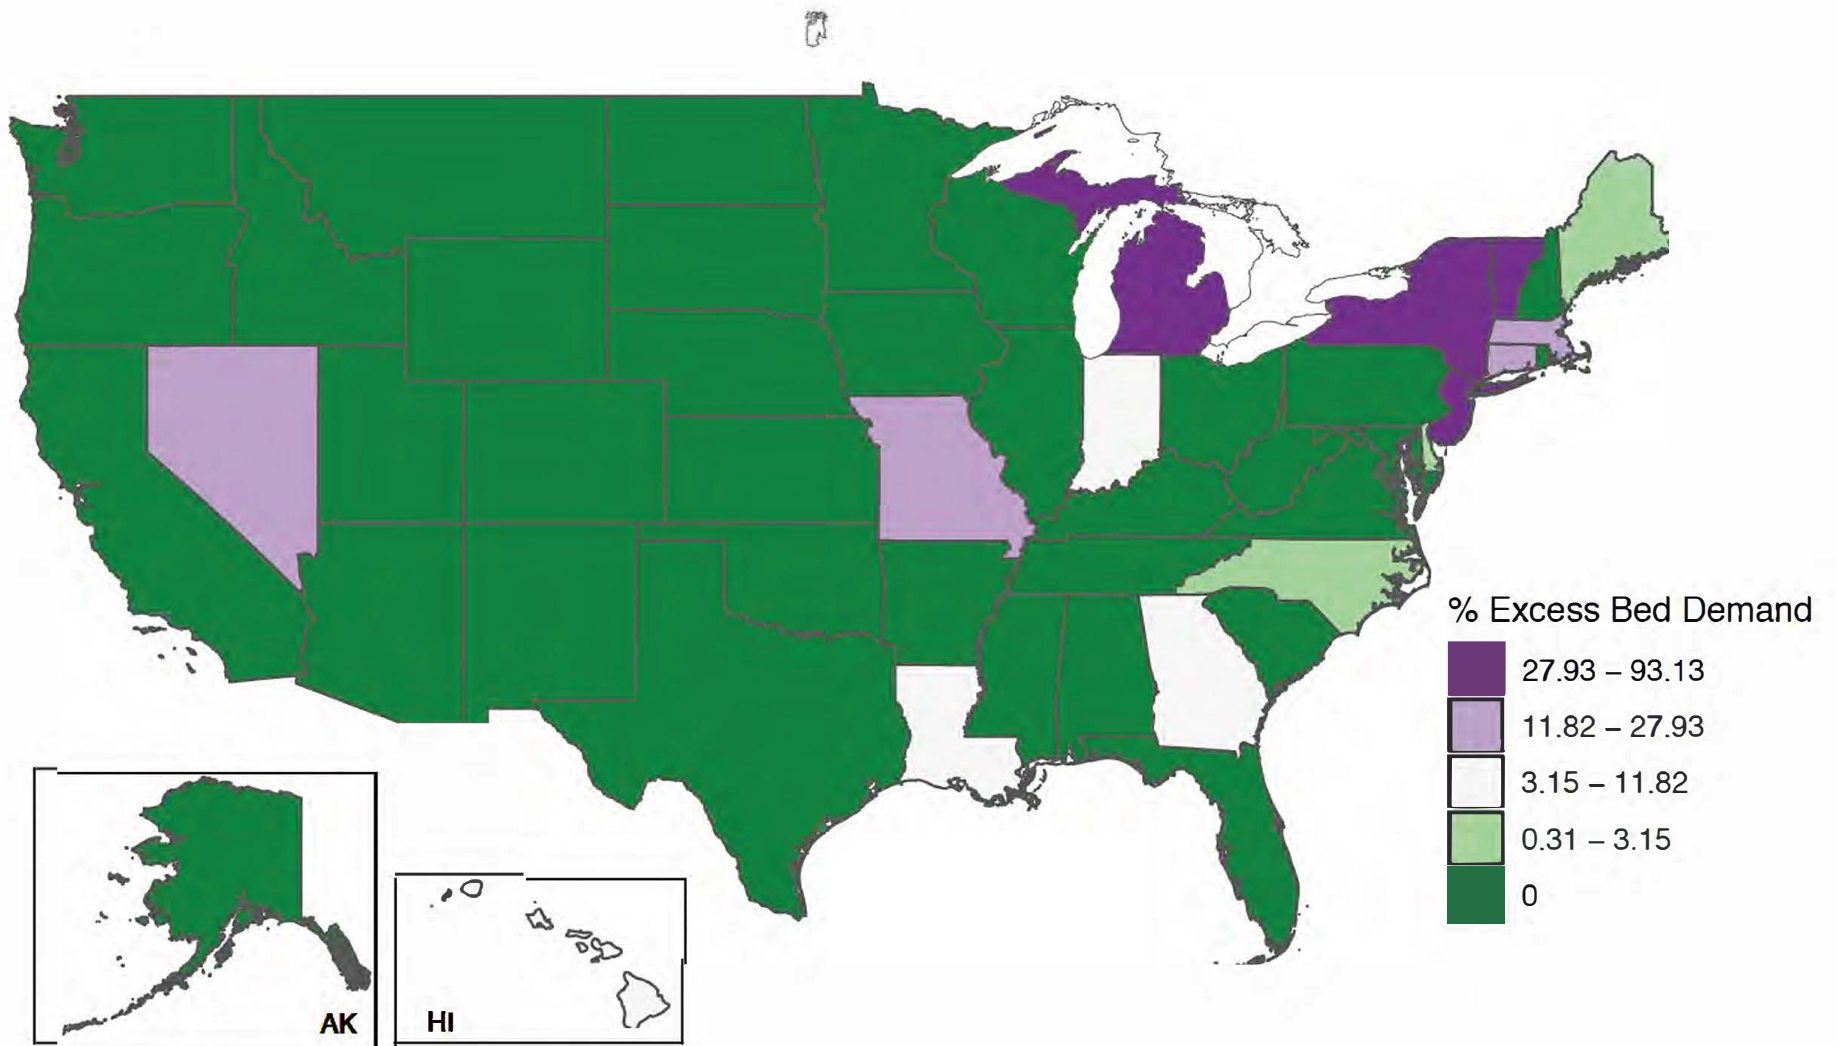 % Excess Bed Demand
27.93 – 93.13
11.82 – 27.93
3.15 – 11.82
0.31 – 3.15
0
AK
HI